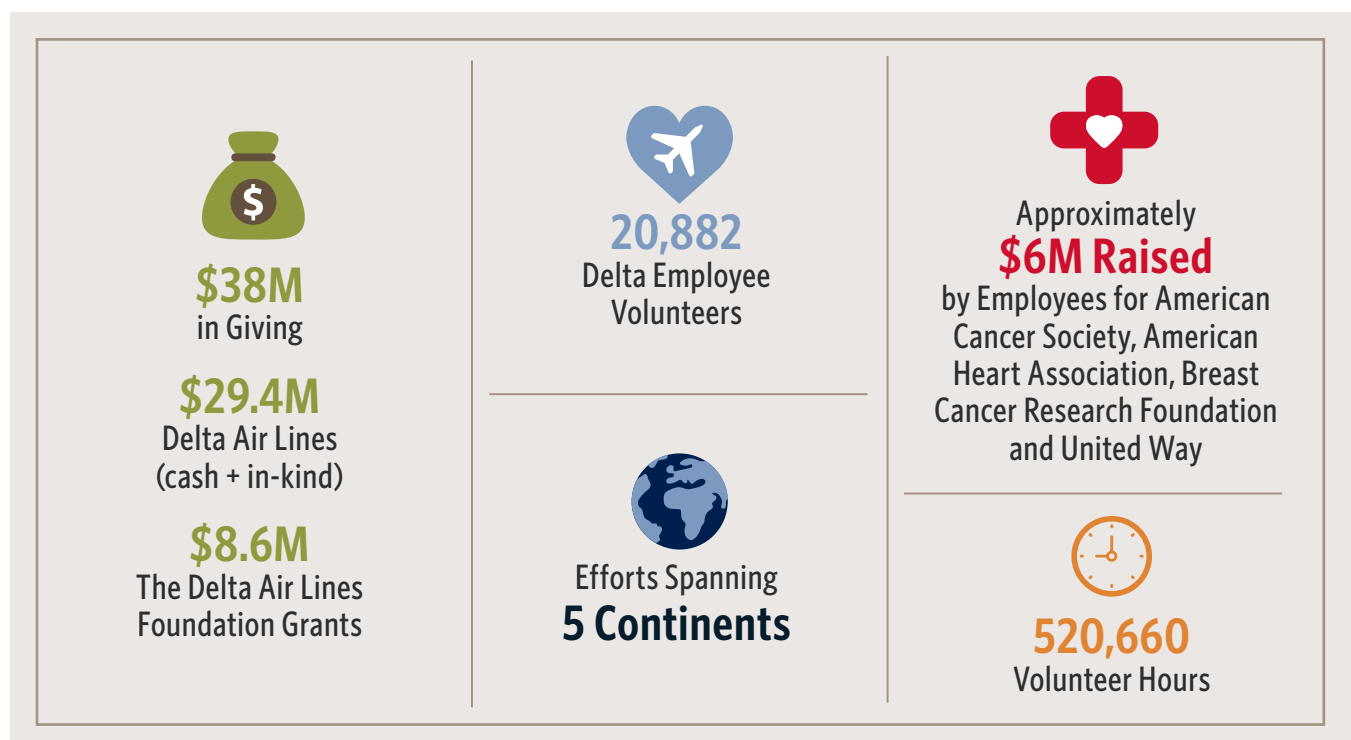 $
$38M
in Giving
$29.4M
Delta Air Lines
(cash + in-kind)
$8.6M
The Delta Air Lines
Foundation Grants
20,882
Delta Employee
Volunteers
Efforts Spanning
5 Continents
Approximately
$6M Raised
by Employees for American
Cancer Society, American
Heart Association, Breast
Cancer Research Foundation
and United Way
520,660
Volunteer Hours